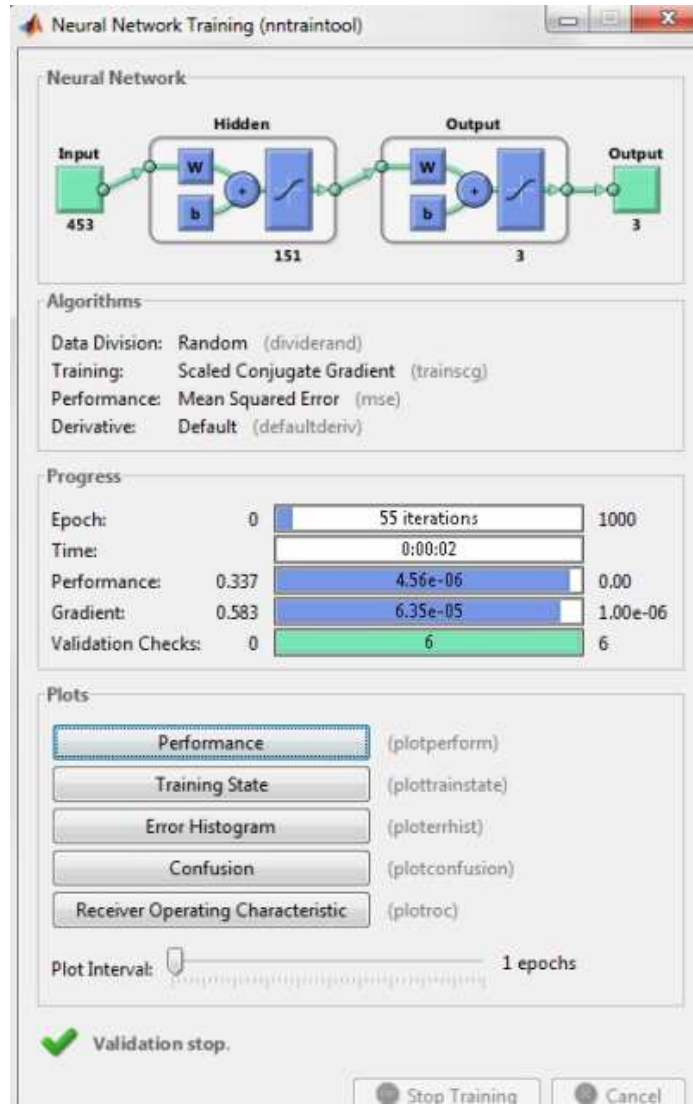 Neural Network Training (nntraintool)
Neural Network
Hidden
Output
Input
Output
W
b
+
W
b
+
453
151
3
3
Algorithms
Data Division: Random (dividerand)
Training: Scaled Conjugate Gradient (trainscg)
Performance: Mean Squared Error (mse)
Derivative: Default (defaultderiv)
Progress
Epoch: 0 55 iterations 1000
Time: 0:00:02
Performance: 0.337 4.56e-06 0.00
Gradient: 0.583 6.35e-05 1.00e-06
Validation Checks: 0 6 6
Plots
Performance (plotperform)
Training State (plottrainstate)
Error Histogram (ploterrhist)
Confusion (plotconfusion)
Receiver Operating Characteristic (plotroc)
Plot Interval: 1 epochs
Validation stop.
Stop Training Cancel